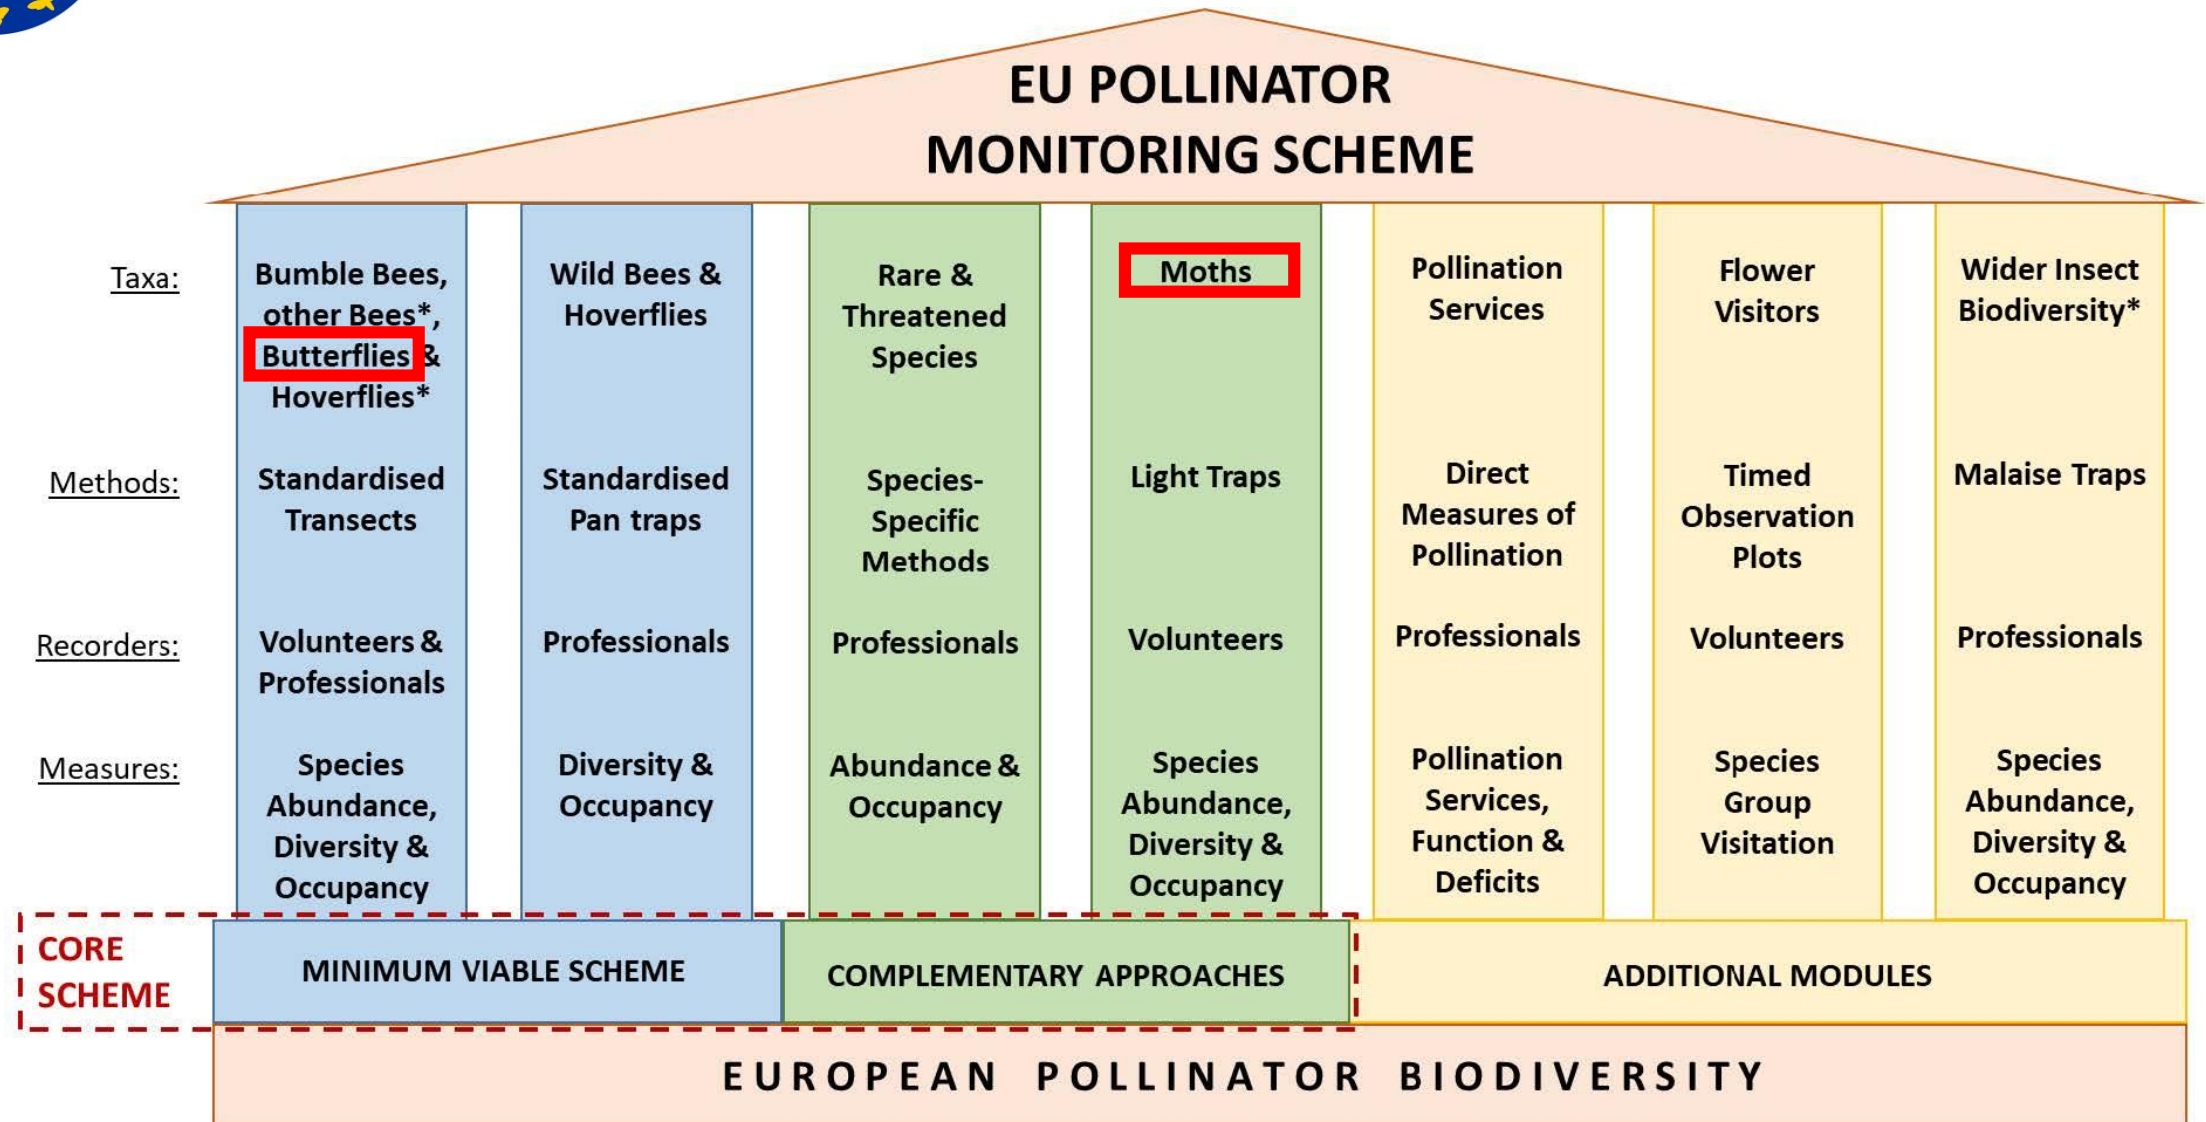 EU POLLINATOR
MONITORING SCHEME
Taxa:
Bumble Bees,
other Bees*,
Butterflies &
Hoverflies*
Wild Bees &
Hoverflies
Rare &
Threatened
Species
Moths
Pollination
Services
Flower
Visitors
Wider Insect
Biodiversity*
Methods:
Standardised
Transects
Standardised
Pan traps
Species-
Specific
Methods
Light Traps
Direct
Measures of
Pollination
Timed
Observation
Plots
Malaise Traps
Recorders:
Volunteers &
Professionals
Professionals
Professionals
Volunteers
Professionals
Volunteers
Professionals
Measures:
Species
Abundance,
Diversity &
Occupancy
Diversity &
Occupancy
Abundance &
Occupancy
Species
Abundance,
Diversity &
Occupancy
Pollination
Services,
Function &
Deficits
Species
Group
Visitation
Species
Abundance,
Diversity &
Occupancy
CORE
SCHEME
MINIMUM VIABLE SCHEME
COMPLEMENTARY APPROACHES
ADDITIONAL MODULES
EUROPEAN POLLINATOR BIODIVERSITY